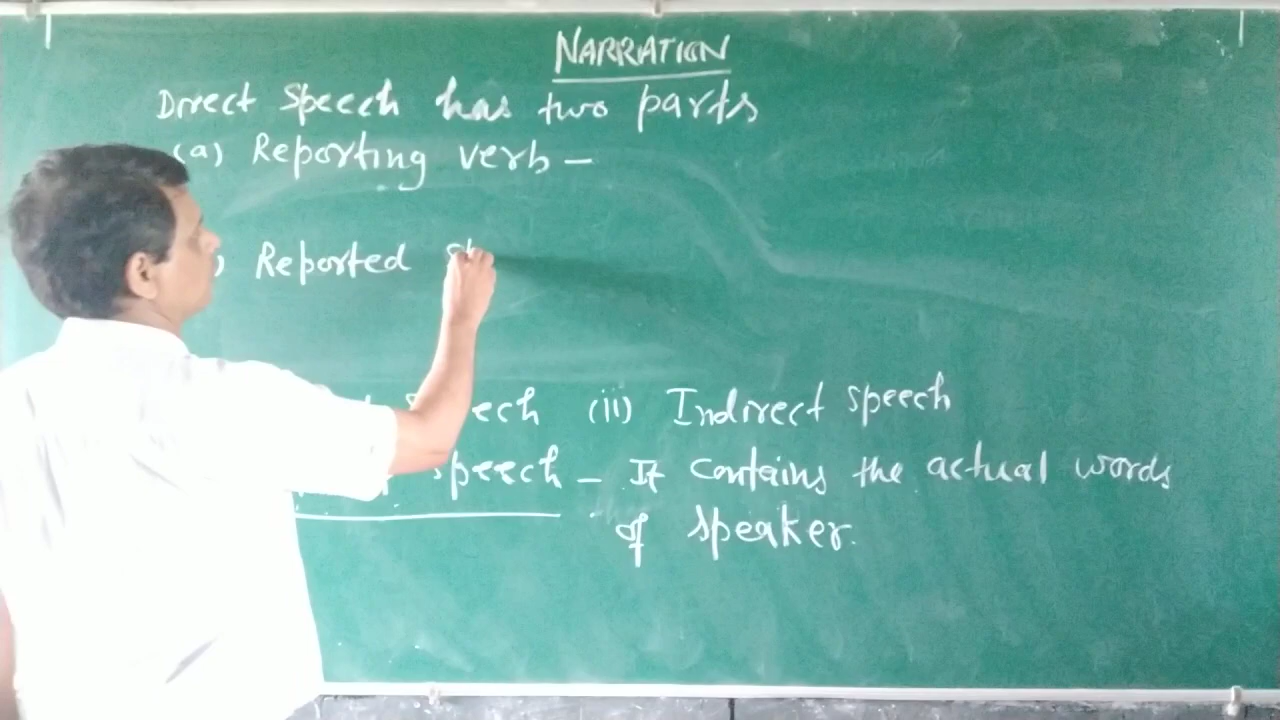 NARRATION
Direct speech has two parts
(a) Reporting verb -
) Reported
speech (ii) Indirect speech
speech - It contains the actual words
of speaker.